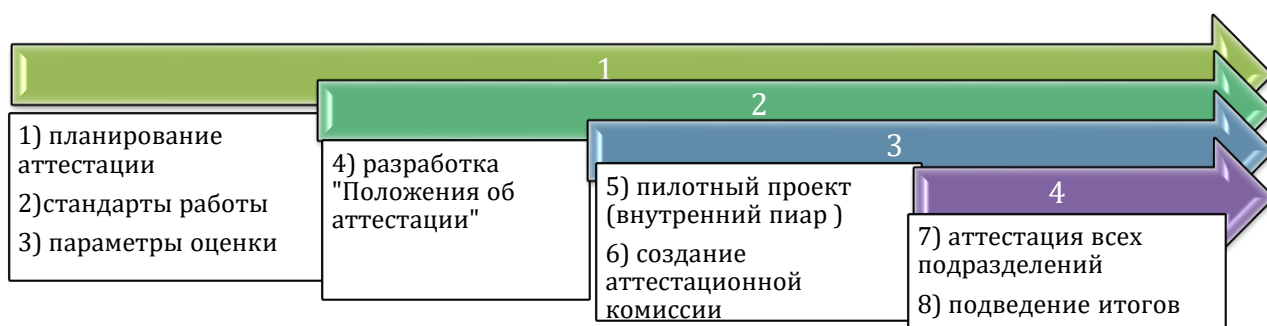 1
1) планирование
аттестации
2)стандарты работы
3) параметры оценки
2
4) разработка
"Положения об
аттестации"
3
5) пилотный проект
(внутренний пиар )
6) создание
аттестационной
комиссии
4
7) аттестация всех
подразделений
8) подведение итогов